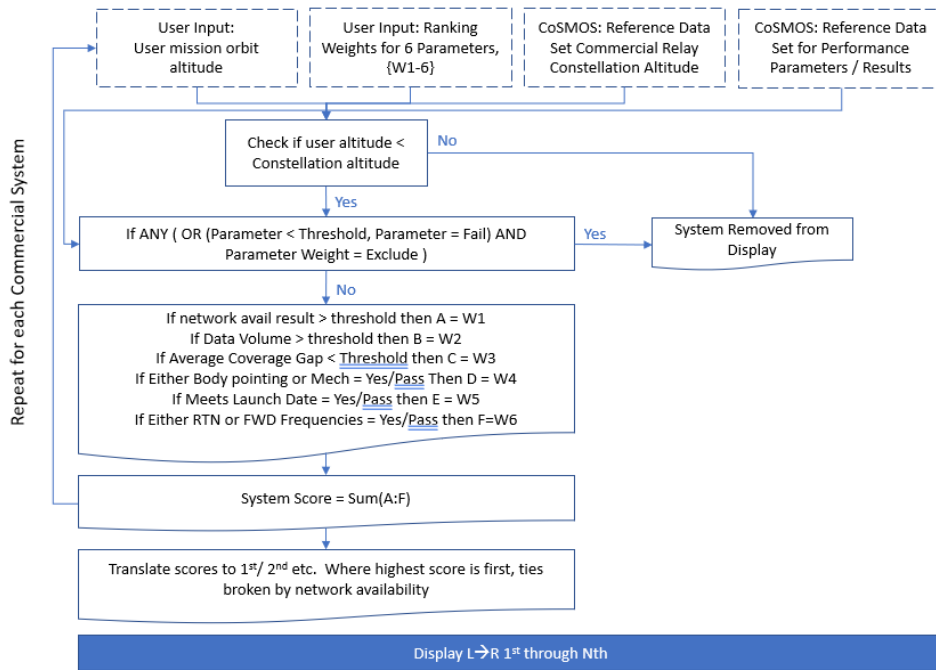 User Input:
User mission orbit
altitude
User Input: Ranking
Weights for 6 Parameters,
{W1-6}
CoSMOS: Reference Data
Set Commercial Relay
Constellation Altitude
CoSMOS: Reference Data
Set for Performance
Parameters / Results
Repeat for each Commercial System
Check if user altitude <
Constellation altitude
No
Yes
If ANY ( OR (Parameter < Threshold, Parameter = Fail) AND
Parameter Weight = Exclude )
Yes
System Removed from
Display
No
If network avail result > threshold then A = W1
If Data Volume > threshold then B = W2
If Average Coverage Gap < Threshold then C = W3
If Either Body pointing or Mech = Yes/Pass Then D = W4
If Meets Launch Date = Yes/Pass then E = W5
If Either RTN or FWD Frequencies = Yes/Pass then F=W6
System Score = Sum(A:F)
Translate scores to 1st/ 2nd etc. Where highest score is first, ties
broken by network availability
Display L→R 1st through Nth